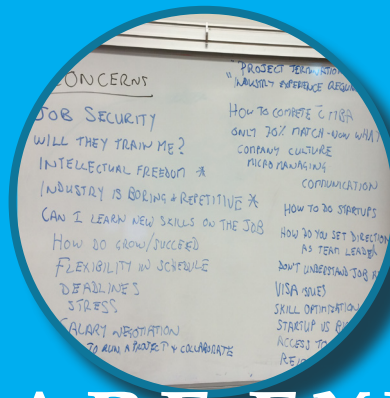 CONCERNS
JOB SECURITY
WILL THEY TRAIN ME?
INTELLECTUAL FREEDOM *
INDUSTRY IS BORING & REPETITIVE *
CAN I LEARN NEW SKILLS ON THE JOB
HOW DO GROW/SUCCEED
FLEXIBILITY IN SCHEDULE
DEADLINES
STRESS
SALARY NEGOTIATION
TO RUN A PROJECT & COLLABORATE
"PROJECT
"INDUSTRY EXPERIENCE
HOW TO COMPETE C MBA
ONLY 70% MATCH - NOW WHAT
COMPANY CULTURE
MICROMANAGING
COMMUNICATION
HOW TO DO STARTUPS
HOW DO YOU SET DIRECTION
AS TEAM LEADER
DON'T UNDERSTAND JOB
VISA ISSUES
SKILL OPTIMIZATION
STARTUP VS
ACCESS TO